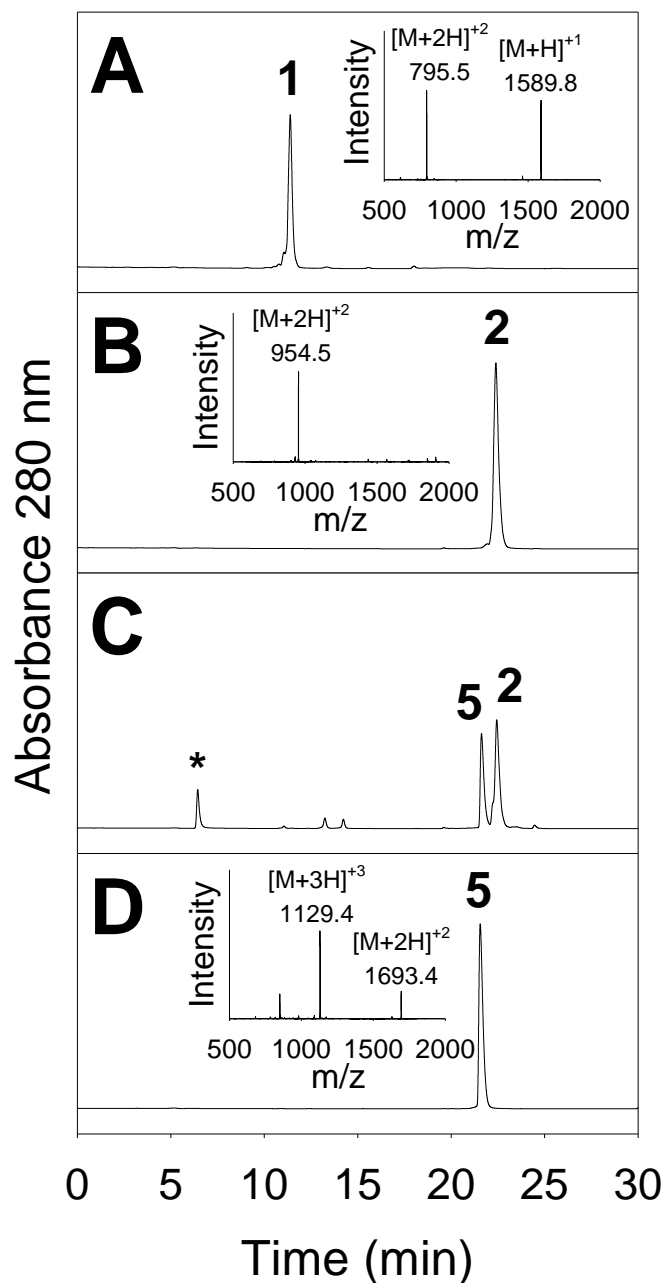 Absorbance 280 nm
A
1
[M+2H]+2
795.5
[M+H]+1
1589.8
Intensity
500 1000 1500 2000
m/z
B
2
[M+2H]+2
954.5
Intensity
500 1000 1500 2000
m/z
C
*
5 2
D
5
[M+3H]+3
1129.4
[M+2H]+2
1693.4
Intensity
500 1000 1500 2000
m/z
0 5 10 15 20 25 30
Time (min)